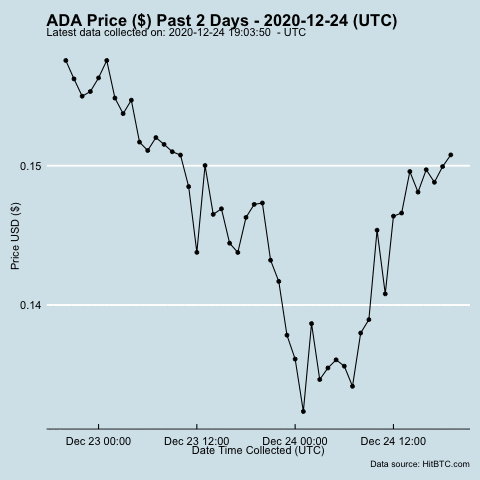 ADA Price ($) Past 2 Days - 2020-12-24 (UTC)
Latest data collected on: 2020-12-24 19:03:50  - UTC
0.15
Price USD ($)
0.14
Dec 23 00:00 Dec 23 12:00 Dec 24 00:00 Dec 24 12:00
Date Time Collected (UTC)
Data source: HitBTC.com